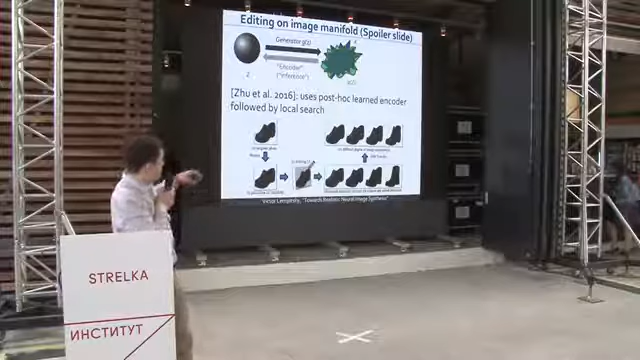 Editing on image manifold (Spoiler slide)
Generator g(z)
"Encoder"
("inference")
Z
[Zhu et al. 2016]: uses post-hoc learned encoder
followed by local search
Victor Lempitsky, "Towards Realistic Neural Image Synthesis"
STRELKA
ИНСТИТУТ